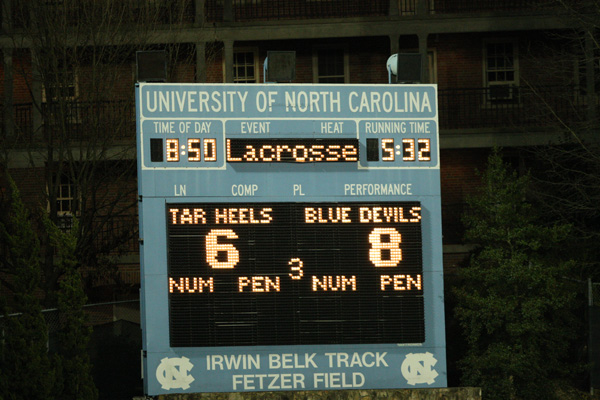 UNIVERSITY OF NORTH CAROLINA
TIME OF DAY EVENT HEAT RUNNING TIME
8:50 Lacrosse 5:32
LN COMP PL PERFORMANCE
TAR HEELS BLUE DEVILS
6 8
3
NUM PEN NUM PEN
IRWIN BELK TRACK
FETZER FIELD
NC NC